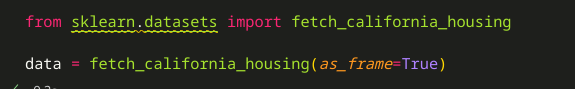 from sklearn.datasets import fetch_california_housing
data = fetch_california_housing(as_frame=True)